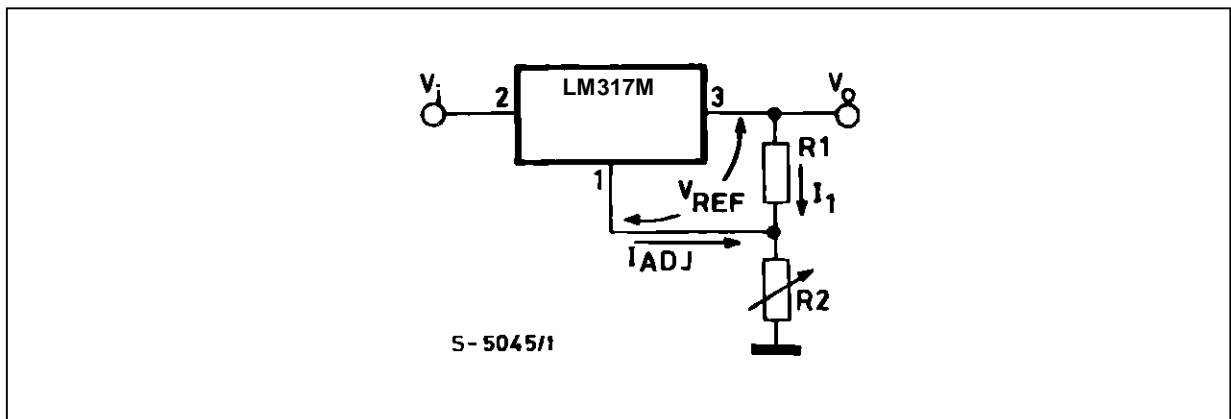 Vi
2
LM317M
3
VO
R1
1
VREF
I1
IADJ
R2
S-5045/1